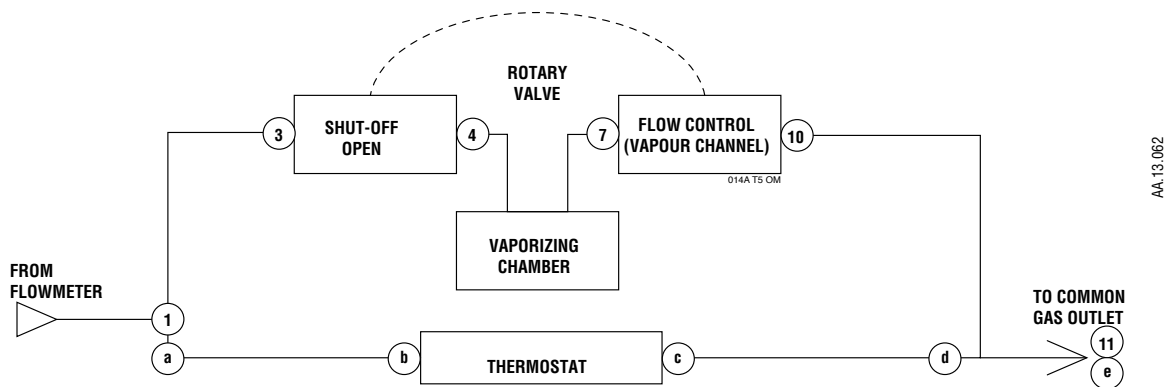 ROTARY
VALVE
3
SHUT-OFF
OPEN
4
7
FLOW CONTROL
(VAPOUR CHANNEL)
10
014A T5 OM
AA.13.062
VAPORIZING
CHAMBER
FROM
FLOWMETER
1
TO COMMON
GAS OUTLET
11
a
b
THERMOSTAT
c
d
e